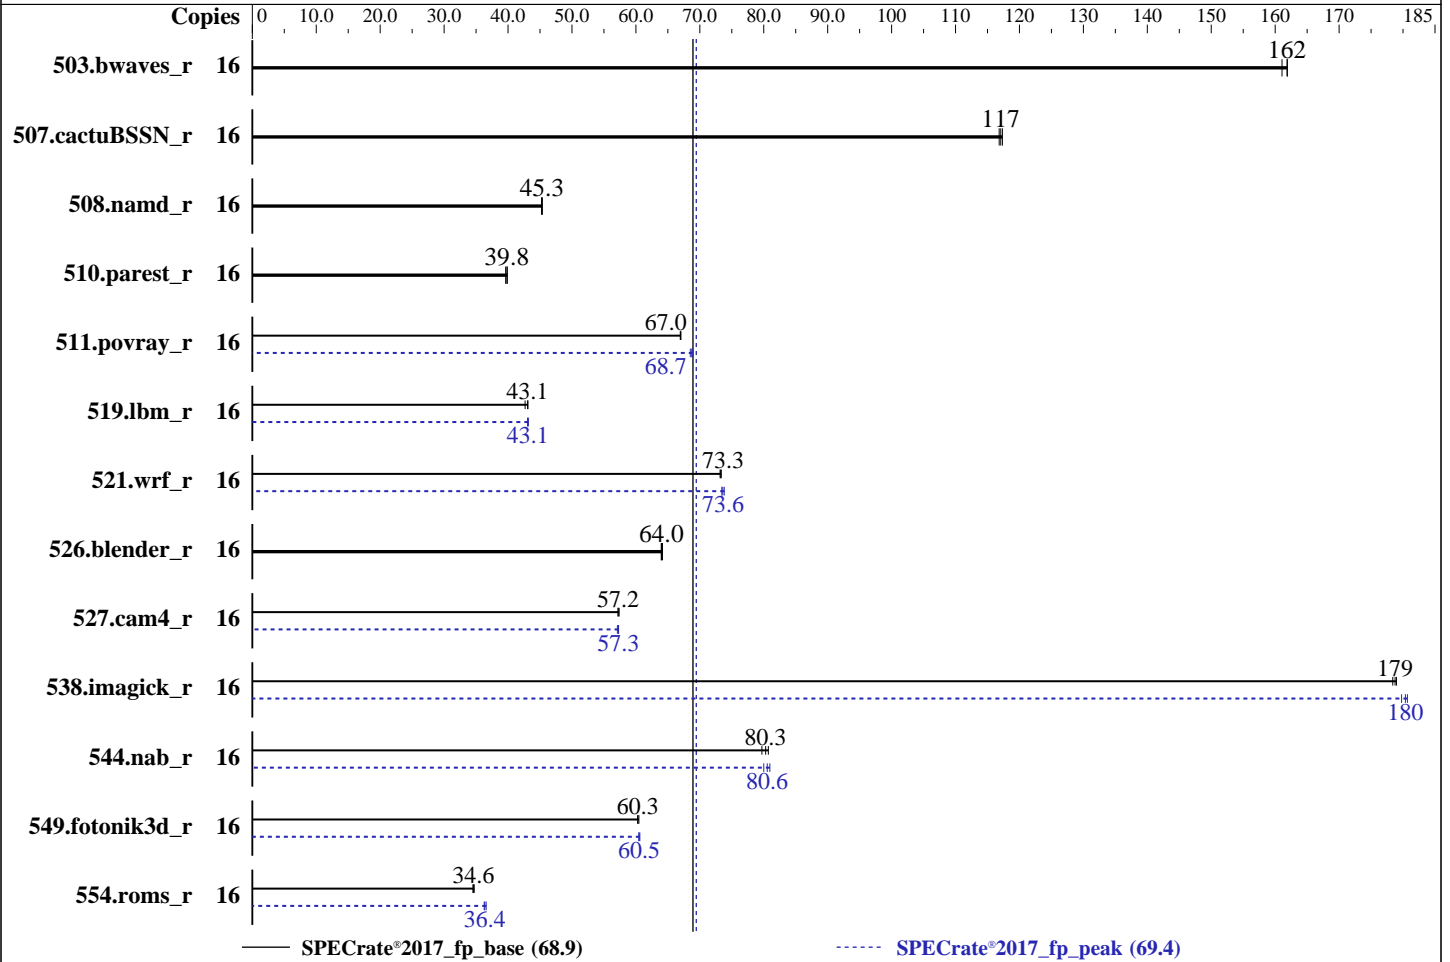 Copies 0 10.0 20.0 30.0 40.0 50.0 60.0 70.0 80.0 90.0 100 110 120 130 140 150 160 170 185
503.bwaves_r 16 162
507.cactuBSSN_r 16 117
508.namd_r 16 45.3
510.parest_r 16 39.8
511.povray_r 16 67.0
68.7
519.lbm_r 16 43.1
43.1
521.wrf_r 16 73.3
73.6
526.blender_r 16 64.0
527.cam4_r 16 57.2
57.3
538.imagick_r 16 179
180
544.nab_r 16 80.3
80.6
549.fotonik3d_r 16 60.3
60.5
554.roms_r 16 34.6
36.4
SPECrate®2017_fp_base (68.9) SPECrate®2017_fp_peak (69.4)